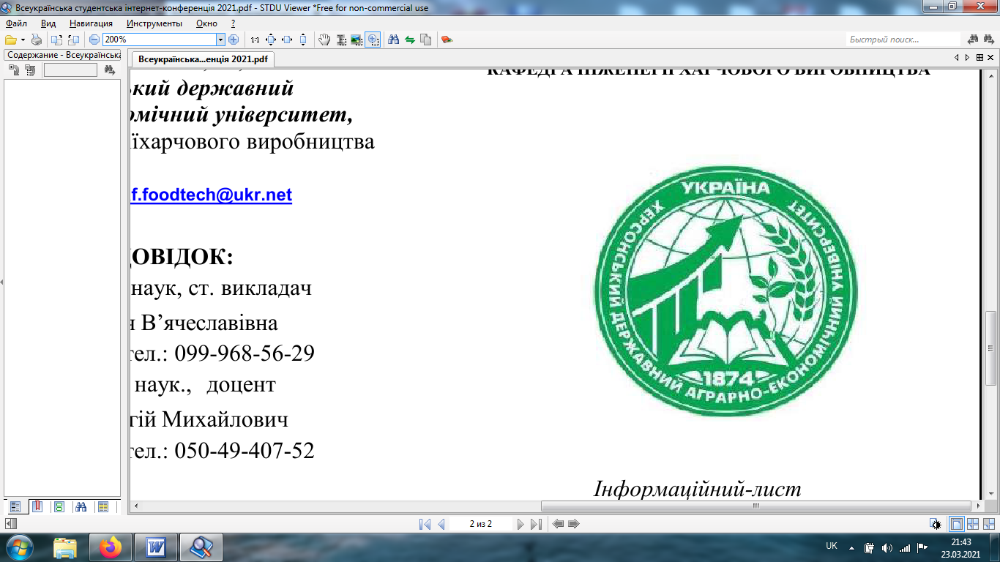 Всеукраїнська студентська інтернет-конференція 2021.pdf - STDU Viewer *Free for non-commercial use
Файл Вид Навигация Инструменты Окно ?
200%
1:1
Быстрый поиск...
Содержание - Всеукраїнська
Всеукраїнська...енція 2021.pdf
КАФЕДРА ІНЖЕНЕРІЇ ХАРЧОВОГО ВИРОБНИЦТВА
ький державний
омічний університет,
їхарчового виробництва
f.foodtech@ukr.net
ДОВІДОК:
наук, ст. викладач
я В’ячеславівна
тел.: 099-968-56-29
наук., доцент
гій Михайлович
тел.: 050-49-407-52
УКРАЇНА
ХЕРСОНСЬКИЙ ДЕРЖАВНИЙ АГРАРНО-ЕКОНОМІЧНИЙ УНІВЕРСИТЕТ
1874
Інформаційний-лист
2 из 2
UK
21:43
23.03.2021